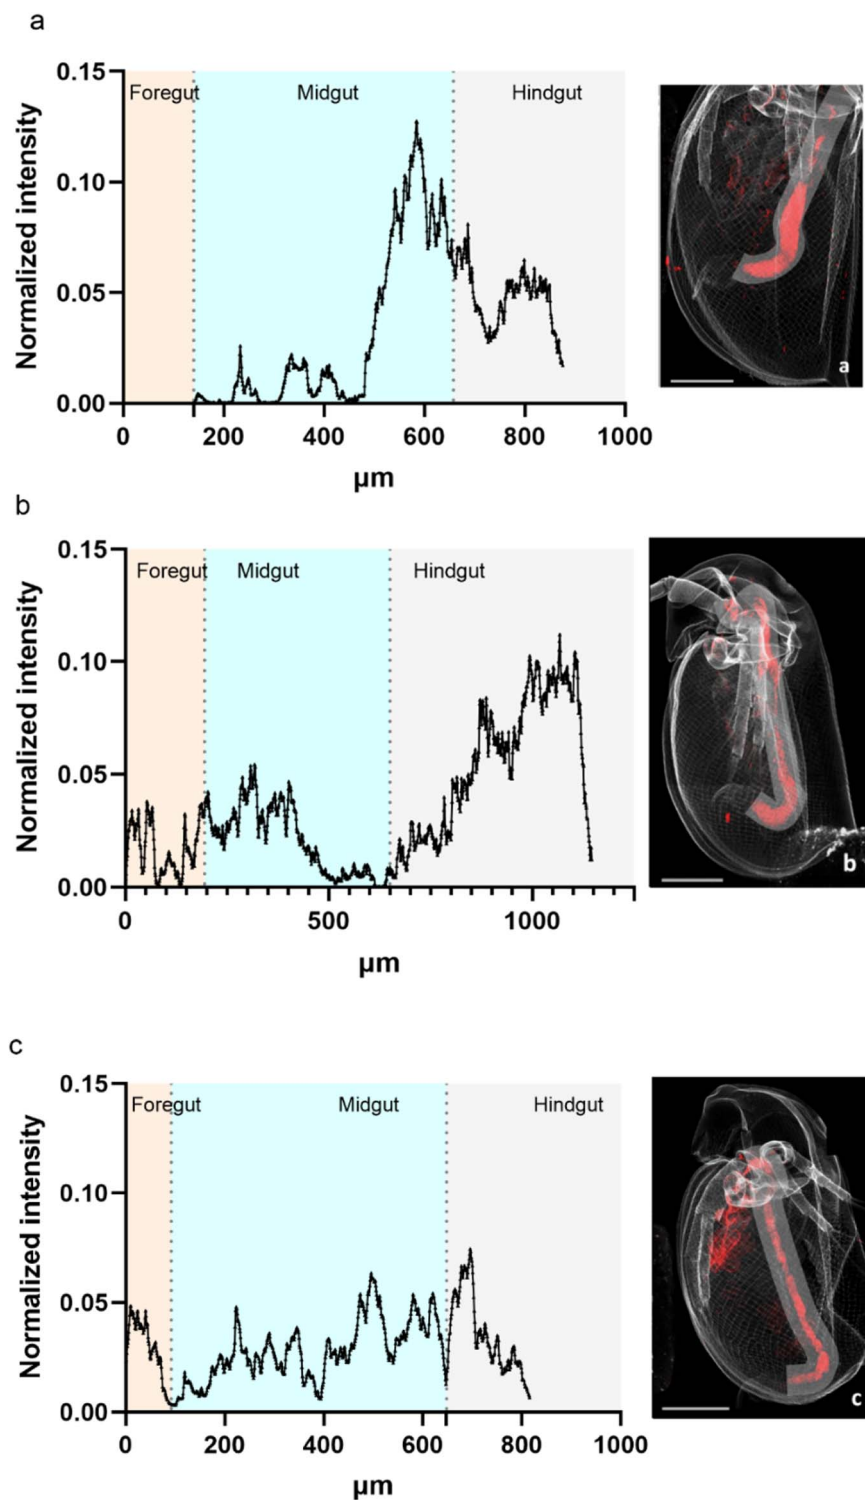 a
0.15
Foregut Midgut Hindgut
0.10
Normalized intensity
0.05
0.00
0 200 400 600 800 1000
µm
a
b
0.15
Foregut Midgut Hindgut
0.10
Normalized intensity
0.05
0.00
0 500 1000
µm
b
c
0.15
Foregut Midgut Hindgut
0.10
Normalized intensity
0.05
0.00
0 200 400 600 800 1000
µm
c